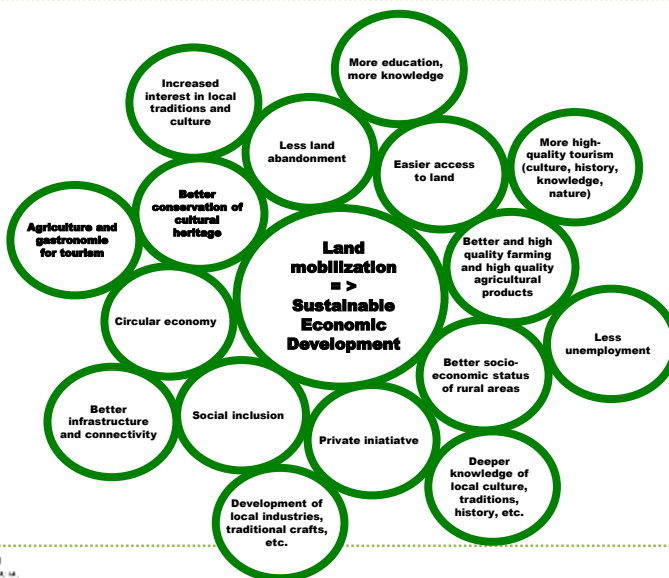 More education,
more knowledge
Increased
interest in local
traditions and
culture
Less land
abandonment
Easier access
to land
More high-
quality tourism
(culture, history,
knowledge,
nature)
Better
conservation of
cultural
heritage
Agriculture and
gastronomie
for tourism
Land
mobilization
= >
Sustainable
Economic
Development
Better and high
quality farming
and high quality
agricultural
products
Circular economy
Less
unemployment
Better socio-
economic status
of rural areas
Better
infrastructure
and connectivity
Social inclusion
Private iniatiatve
Deeper
knowledge of
local culture,
traditions,
history, etc.
Development of
local industries,
traditional crafts,
etc.